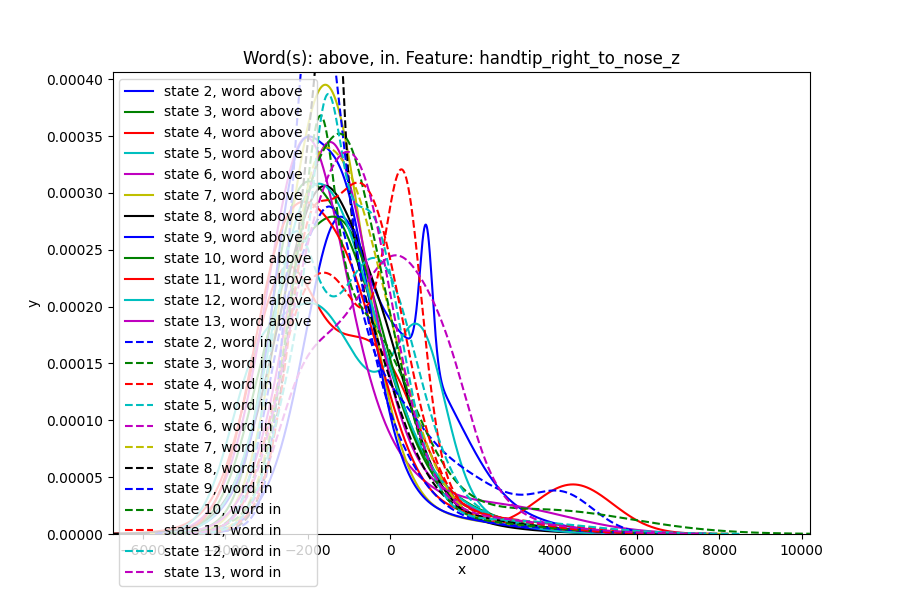 Word(s): above, in. Feature: handtip_right_to_nose_z
0.00040
0.00035
0.00030
0.00025
0.00020
0.00015
0.00010
0.00005
0.00000
y
state 2, word above
state 3, word above
state 4, word above
state 5, word above
state 6, word above
state 7, word above
state 8, word above
state 9, word above
state 10, word above
state 11, word above
state 12, word above
state 13, word above
state 2, word in
state 3, word in
state 4, word in
state 5, word in
state 6, word in
state 7, word in
state 8, word in
state 9, word in
state 10, word in
state 11, word in
state 12, word in
state 13, word in
−6000 −4000 −2000 0 2000 4000 6000 8000 10000
x